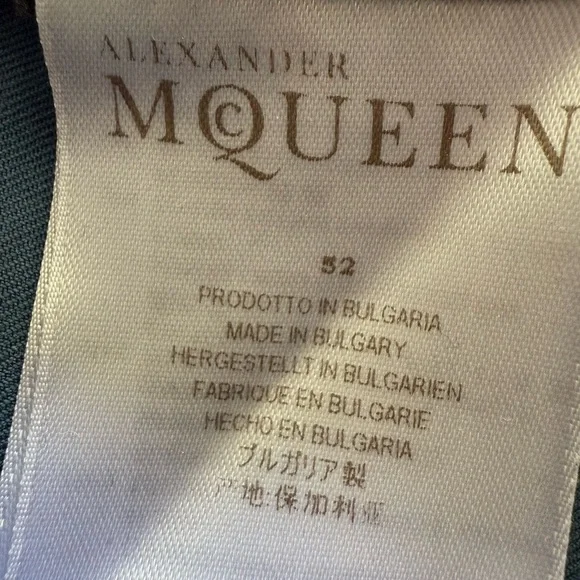 ALEXANDER
McQUEEN
52
PRODOTTO IN BULGARIA
MADE IN BULGARY
HERGESTELLT IN BULGARIEN
FABRIQUE EN BULGARIE
HECHO EN BULGARIA
ブルガリア製
产地:保加利亚